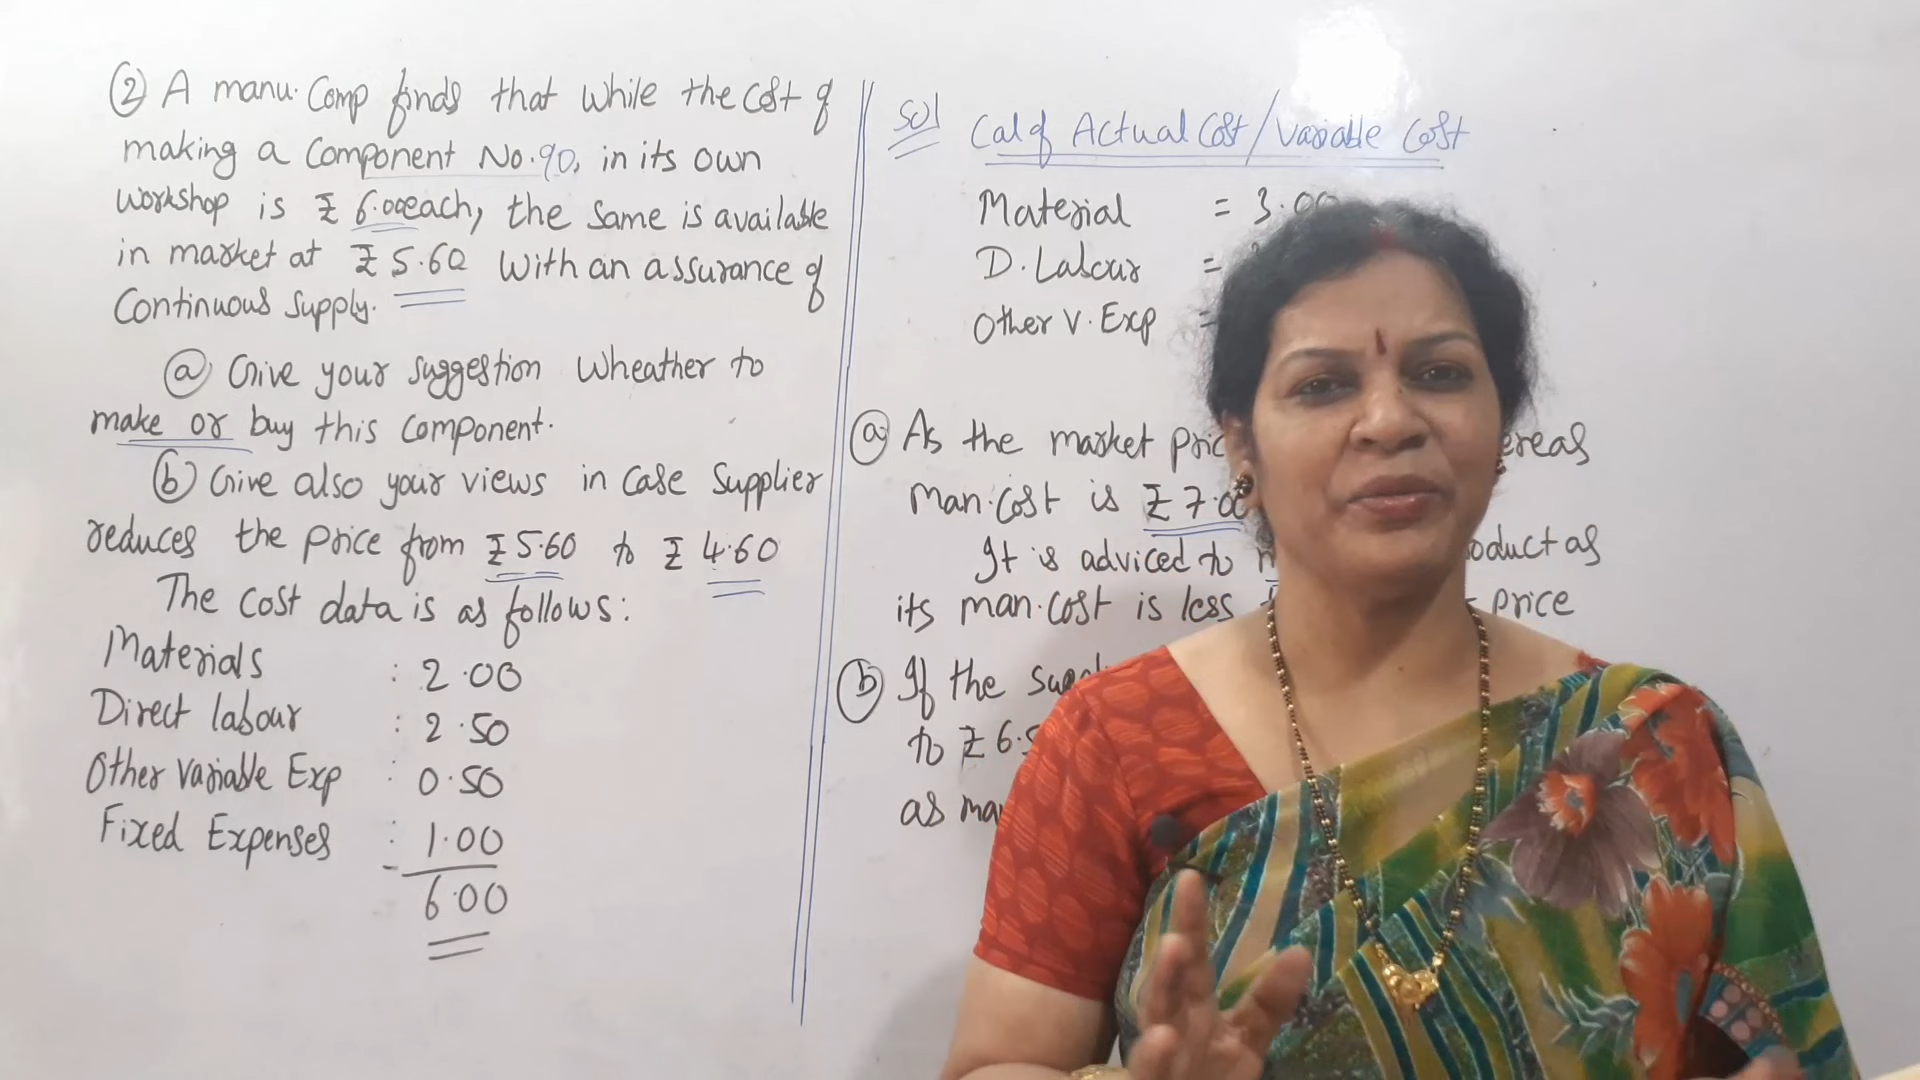 ② A manu. Comp finds that while the cost of
making a component No.90, in its own
workshop is ₹ 6.00each, the same is available
in market at ₹ 5.60 with an assurance of
Continuous supply.
ⓐ Give your suggestion wheather to
make or buy this component.
ⓑ Give also your views in case supplier
reduces the price from ₹ 5.60 to ₹ 4.60
The cost data is as follows:
Materials : 2.00
Direct labour : 2.50
Other variable Exp : 0.50
Fixed Expenses : 1.00
6.00
Sol Cal of Actual Cost/Variable Cost
Material = 3.00
D. Labour =
Other V. Exp =
ⓐ As the market
man. cost is ₹ 7.00
It is adviced to as
its man. cost is less price
ⓑ If the
to ₹ 6.5
as